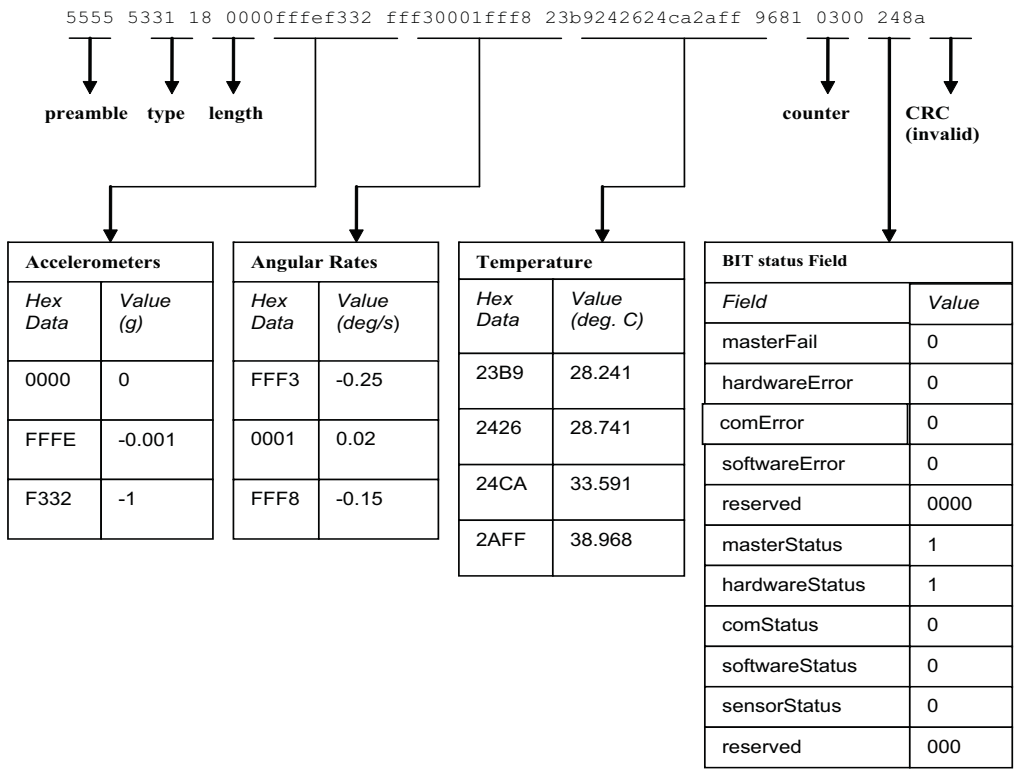 5555 5331 18 0000fffef332 fff30001fff8 23b9242624ca2aff 9681 0300 248a
preamble type length counter CRC
(invalid)
Accelerometers
Hex Data Value (g)
0000 0
FFFE -0.001
F332 -1
Angular Rates
Hex Data Value (deg/s)
FFF3 -0.25
0001 0.02
FFF8 -0.15
Temperature
Hex Data Value (deg. C)
23B9 28.241
2426 28.741
24CA 33.591
2AFF 38.968
BIT status Field
Field Value
masterFail 0
hardwareError 0
comError 0
softwareError 0
reserved 0000
masterStatus 1
hardwareStatus 1
comStatus 0
softwareStatus 0
sensorStatus 0
reserved 000